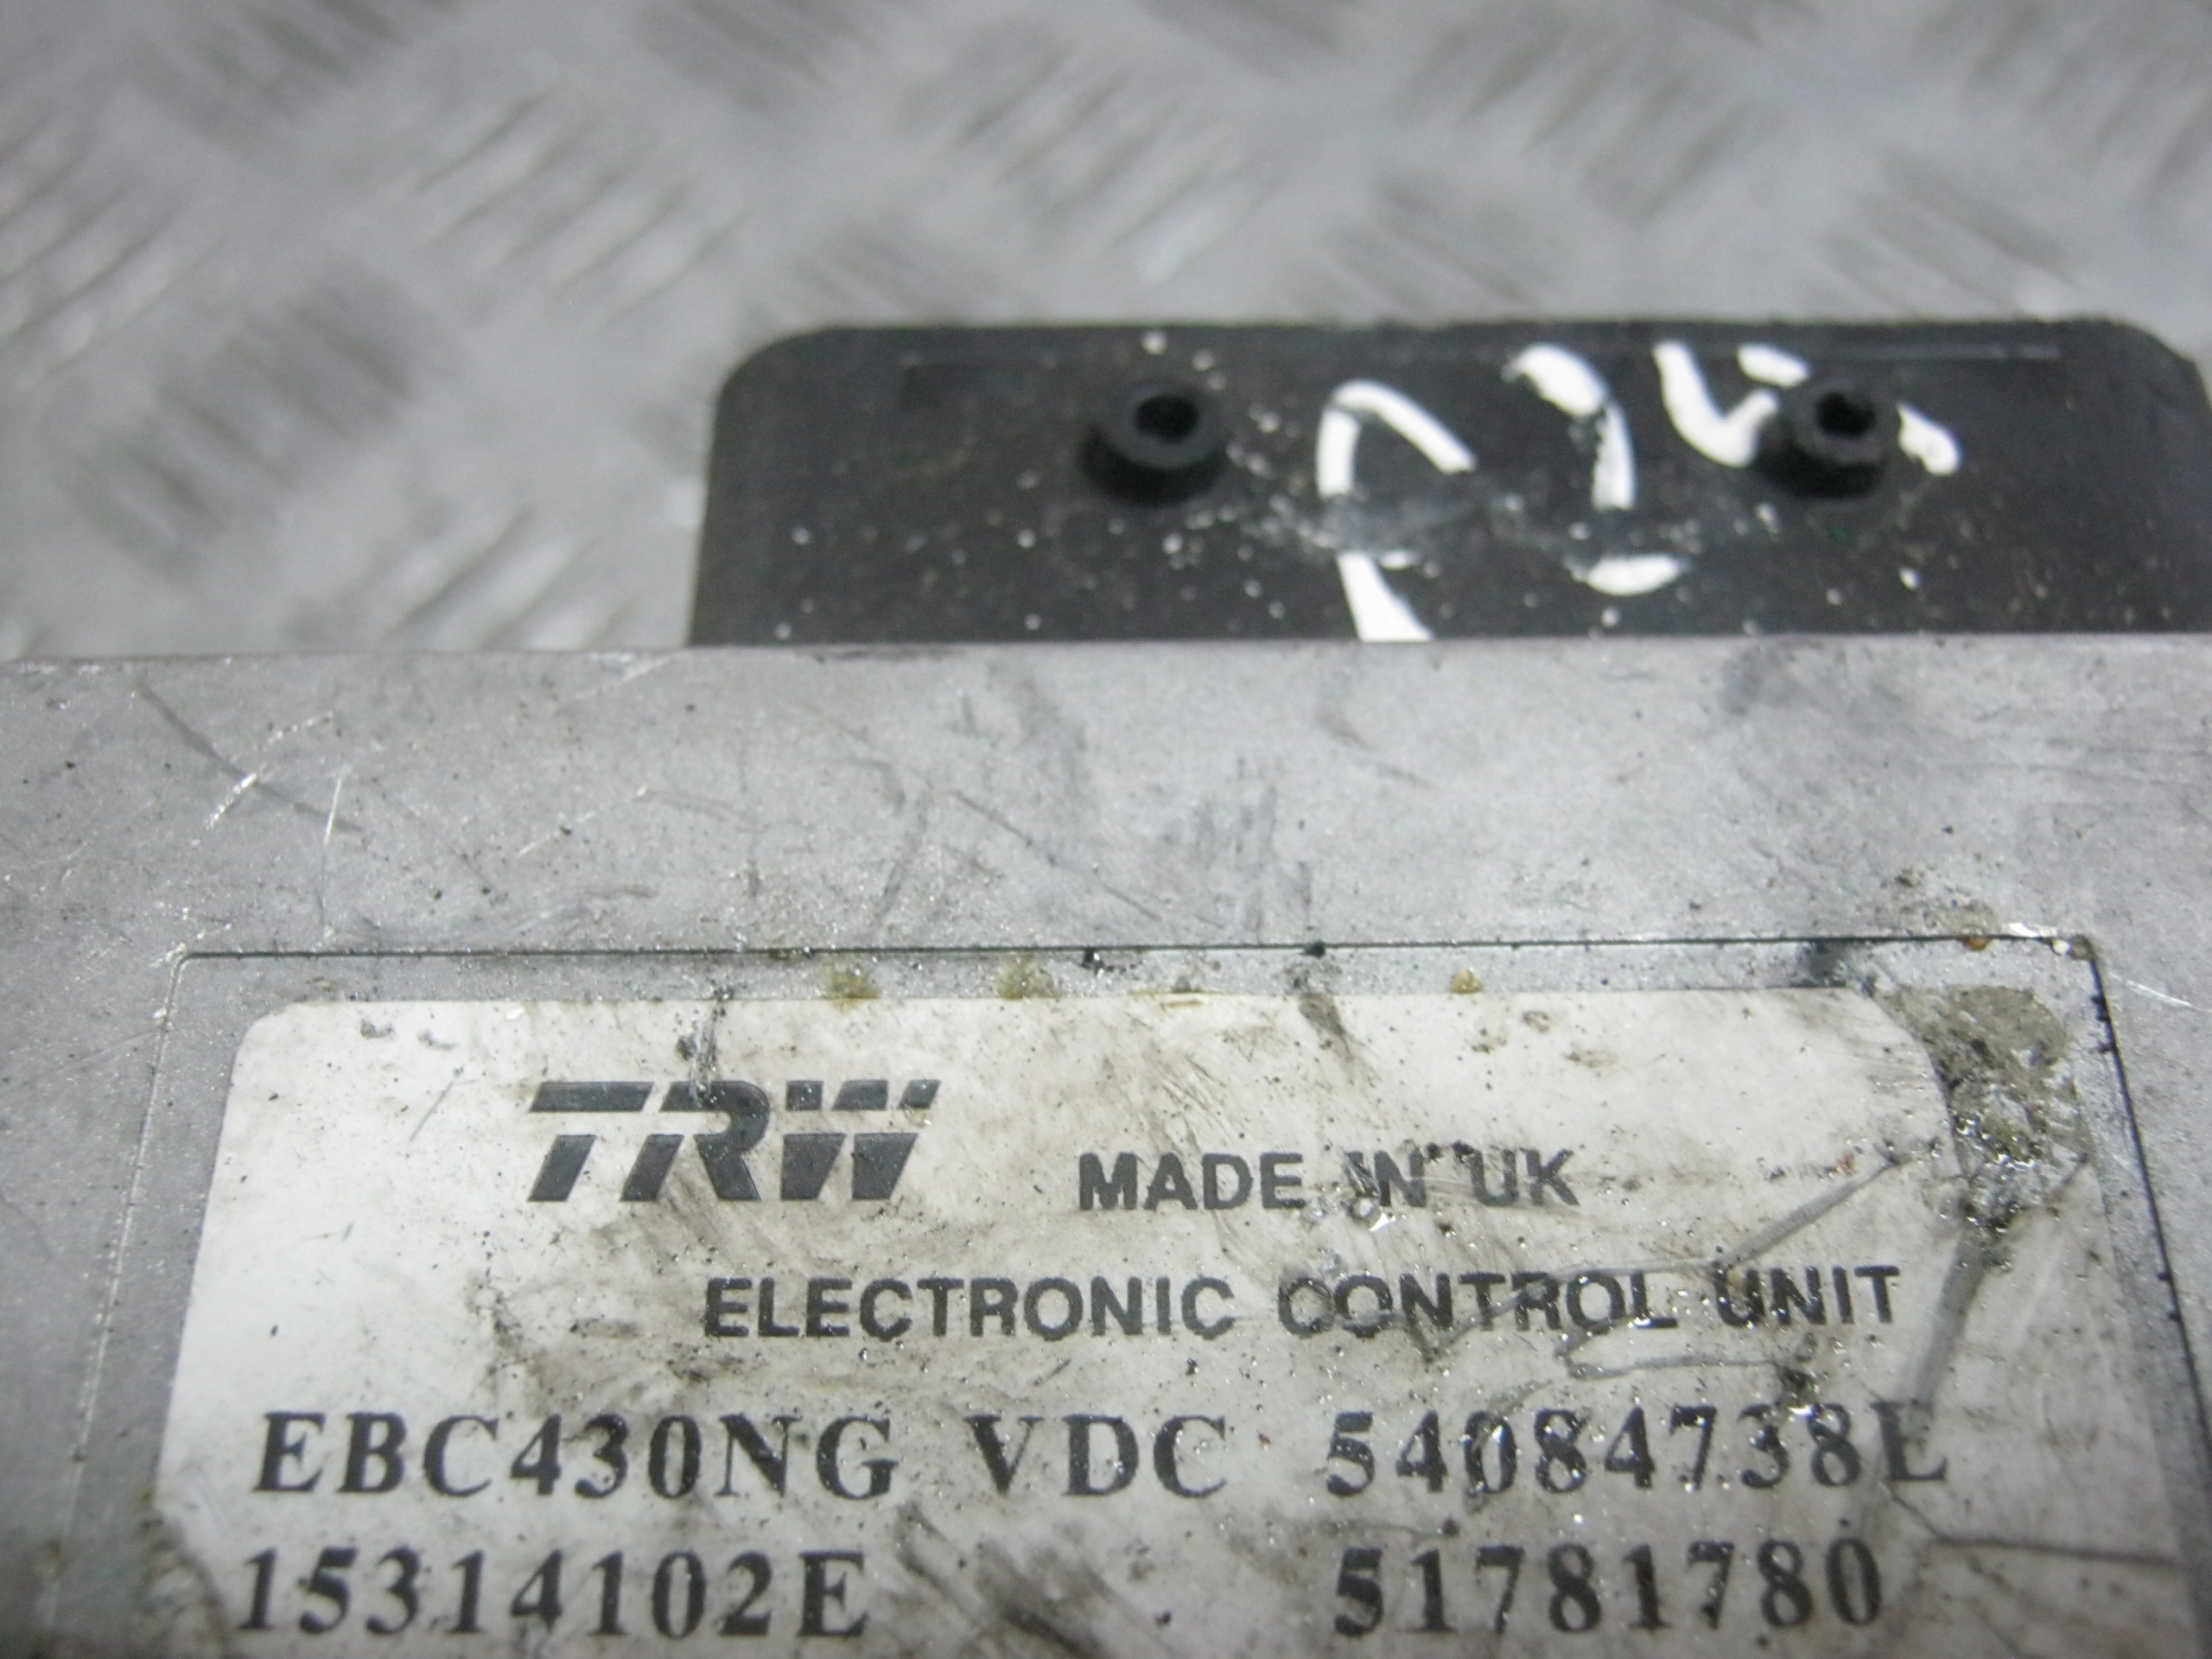 TRW MADE IN UK
ELECTRONIC CONTROL UNIT
EBC430NG VDC 54084738E
15314102E 51781780